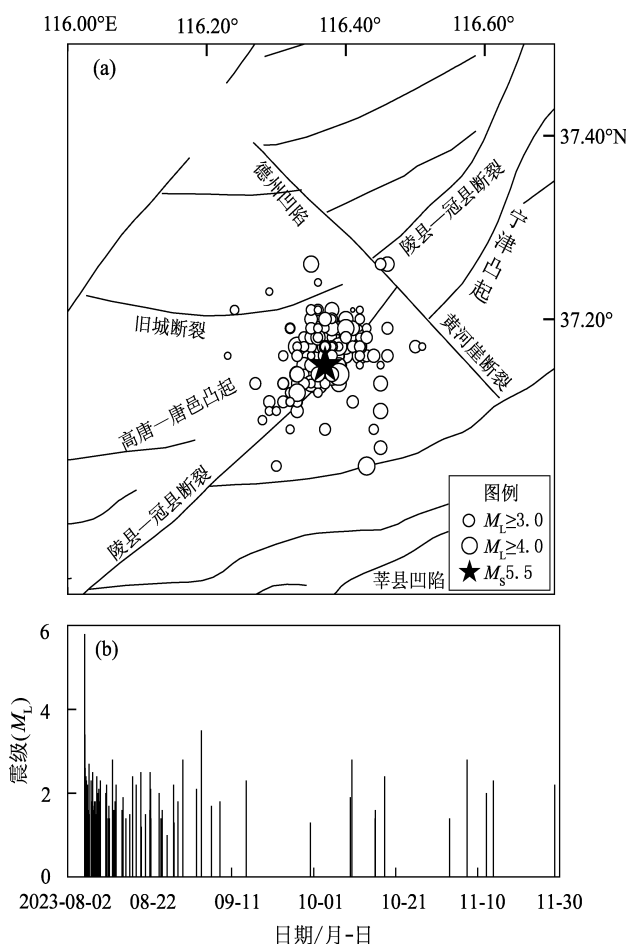 116.00°E 116.20° 116.40° 116.60°
(a)
37.40°N
德州凹陷
陵县—冠县断裂
宁津凸起
37.20°
旧城断裂
黄河崖断裂
高唐—唐邑凸起
陵县—冠县断裂
图例
ML≥3.0
ML≥4.0
MS5.5
莘县凹陷
6
(b)
4
震级(ML)
2
0
2023-08-02 08-22 09-11 10-01 10-21 11-10 11-30
日期/月-日